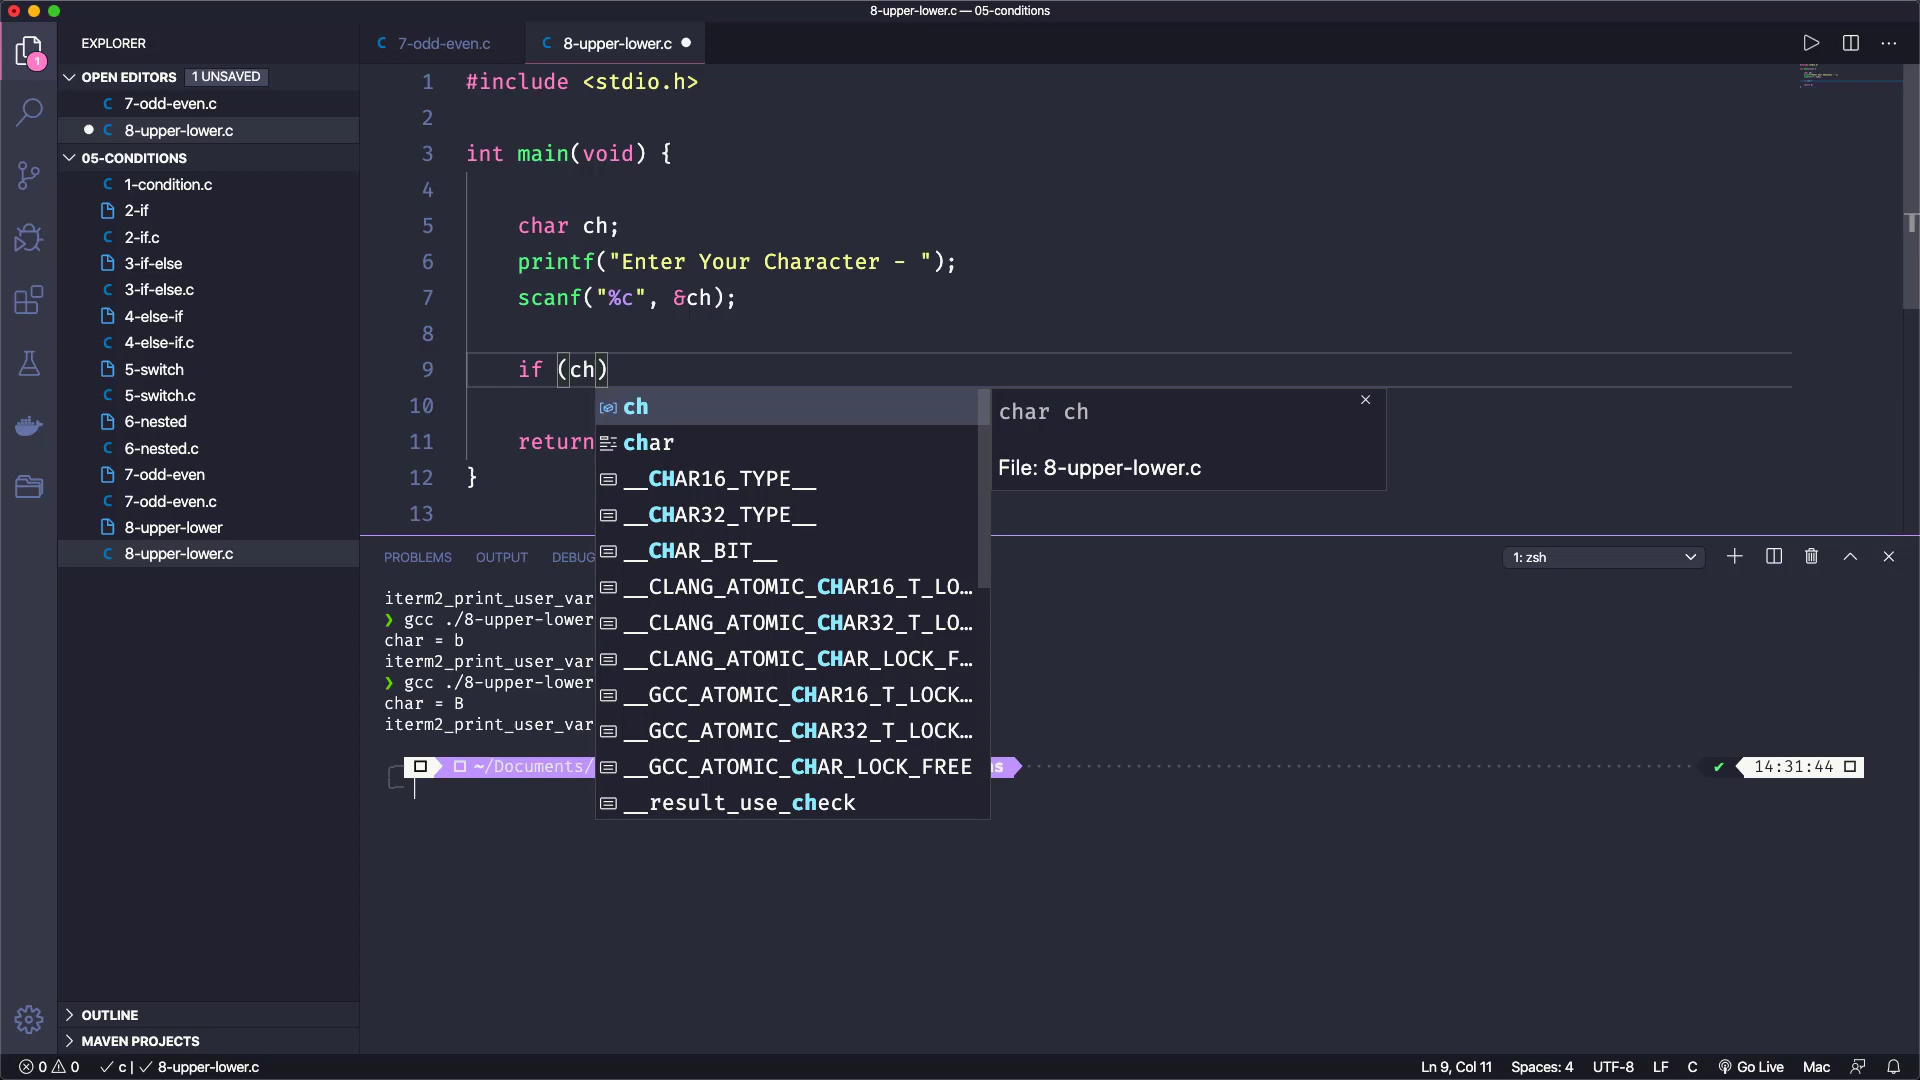 8-upper-lower.c — 05-conditions
EXPLORER
OPEN EDITORS 1 UNSAVED
C 7-odd-even.c
C 8-upper-lower.c
05-CONDITIONS
C 1-condition.c
2-if
C 2-if.c
3-if-else
C 3-if-else.c
4-else-if
C 4-else-if.c
5-switch
C 5-switch.c
6-nested
C 6-nested.c
7-odd-even
C 7-odd-even.c
8-upper-lower
C 8-upper-lower.c
OUTLINE
MAVEN PROJECTS
1
C 7-odd-even.c
C 8-upper-lower.c
1 #include <stdio.h>
2
3 int main(void) {
4
5 char ch;
6 printf("Enter Your Character - ");
7 scanf("%c", &ch);
8
9 if (ch)
10
11 return
12 }
13
ch
char
__CHAR16_TYPE__
__CHAR32_TYPE__
__CHAR_BIT__
__CLANG_ATOMIC_CHAR16_T_LO…
__CLANG_ATOMIC_CHAR32_T_LO…
__CLANG_ATOMIC_CHAR_LOCK_F…
__GCC_ATOMIC_CHAR16_T_LOCK…
__GCC_ATOMIC_CHAR32_T_LOCK…
__GCC_ATOMIC_CHAR_LOCK_FREE
__result_use_check
char ch
File: 8-upper-lower.c
PROBLEMS OUTPUT DEBUG
1: zsh
iterm2_print_user_var
❯ gcc ./8-upper-lower
char = b
iterm2_print_user_var
❯ gcc ./8-upper-lower
char = B
iterm2_print_user_var
~/Documents/
s
✔ 14:31:44
0 0 ✓ c | ✓ 8-upper-lower.c
Ln 9, Col 11 Spaces: 4 UTF-8 LF C Go Live Mac